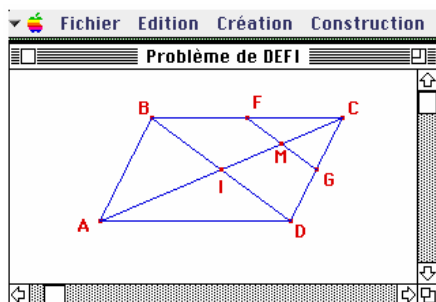 Fichier Edition Création Construction
Problème de DEFI
B F C
M
I G
A D